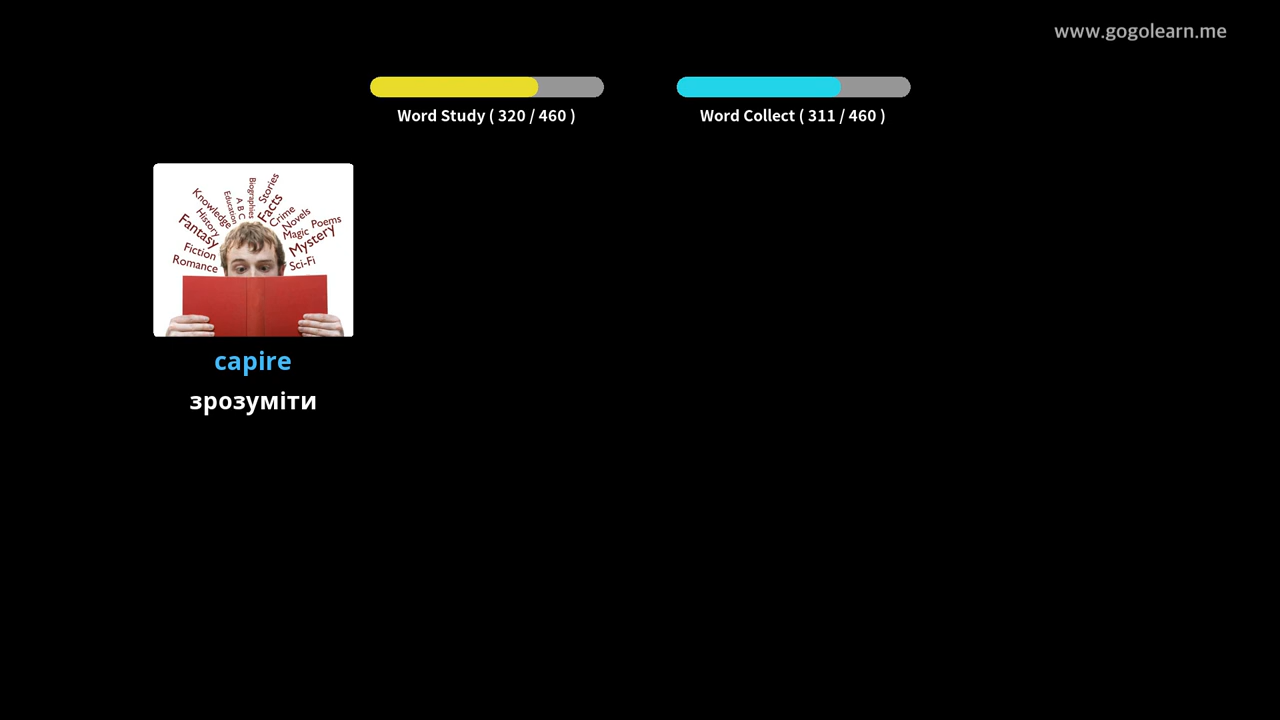 www.gogolearn.me
Word Study ( 320 / 460 )
Word Collect ( 311 / 460 )
Stories
Biographies
Facts
A B C
Education
Knowledge
Crime
History
Novels
Poems
Fantasy
Magic
Mystery
Fiction
Romance
Sci-Fi
capire
зрозуміти